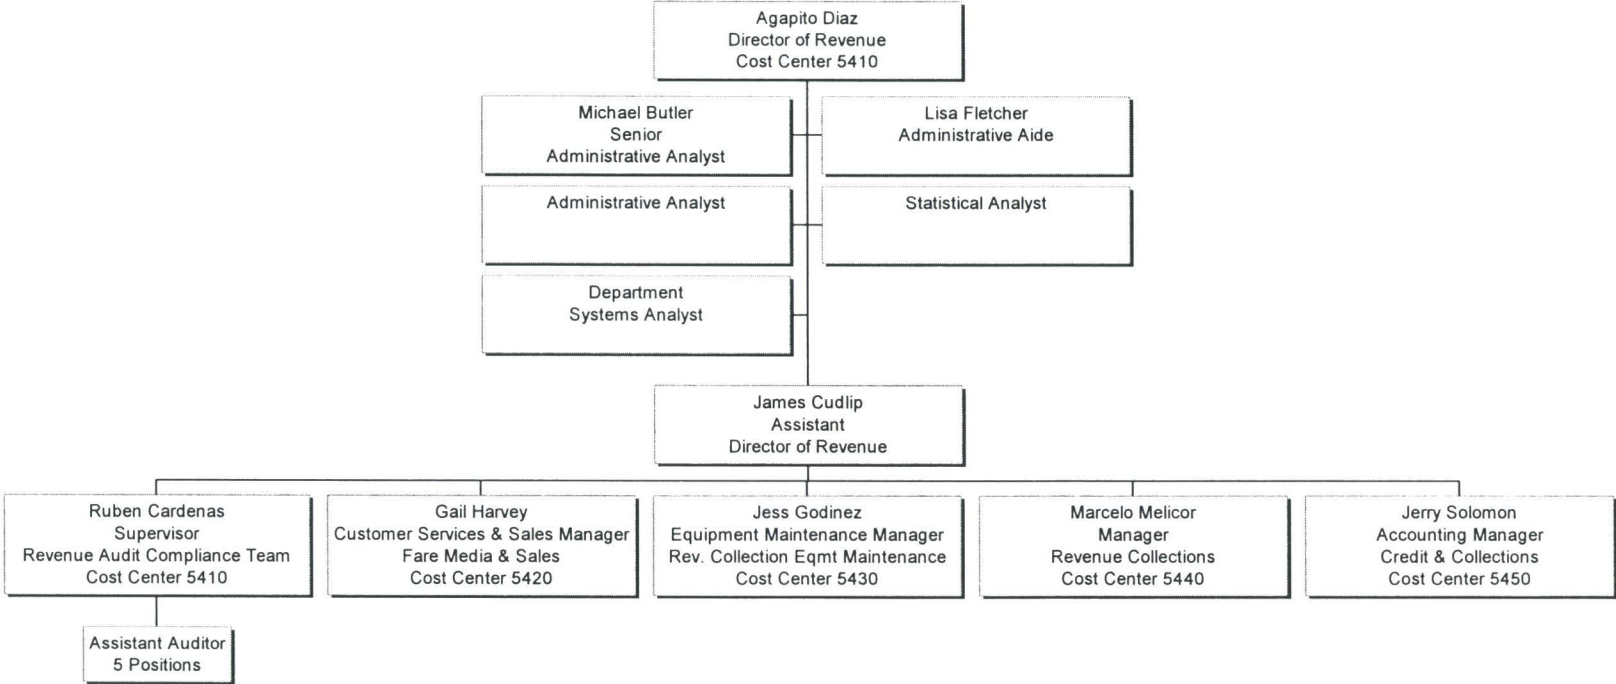 Agapito Diaz
Director of Revenue
Cost Center 5410
Michael Butler
Senior
Administrative Analyst
Lisa Fletcher
Administrative Aide
Administrative Analyst
Statistical Analyst
Department
Systems Analyst
James Cudlip
Assistant
Director of Revenue
Ruben Cardenas
Supervisor
Revenue Audit Compliance Team
Cost Center 5410
Gail Harvey
Customer Services & Sales Manager
Fare Media & Sales
Cost Center 5420
Jess Godinez
Equipment Maintenance Manager
Rev. Collection Eqmt Maintenance
Cost Center 5430
Marcelo Melicor
Manager
Revenue Collections
Cost Center 5440
Jerry Solomon
Accounting Manager
Credit & Collections
Cost Center 5450
Assistant Auditor
5 Positions